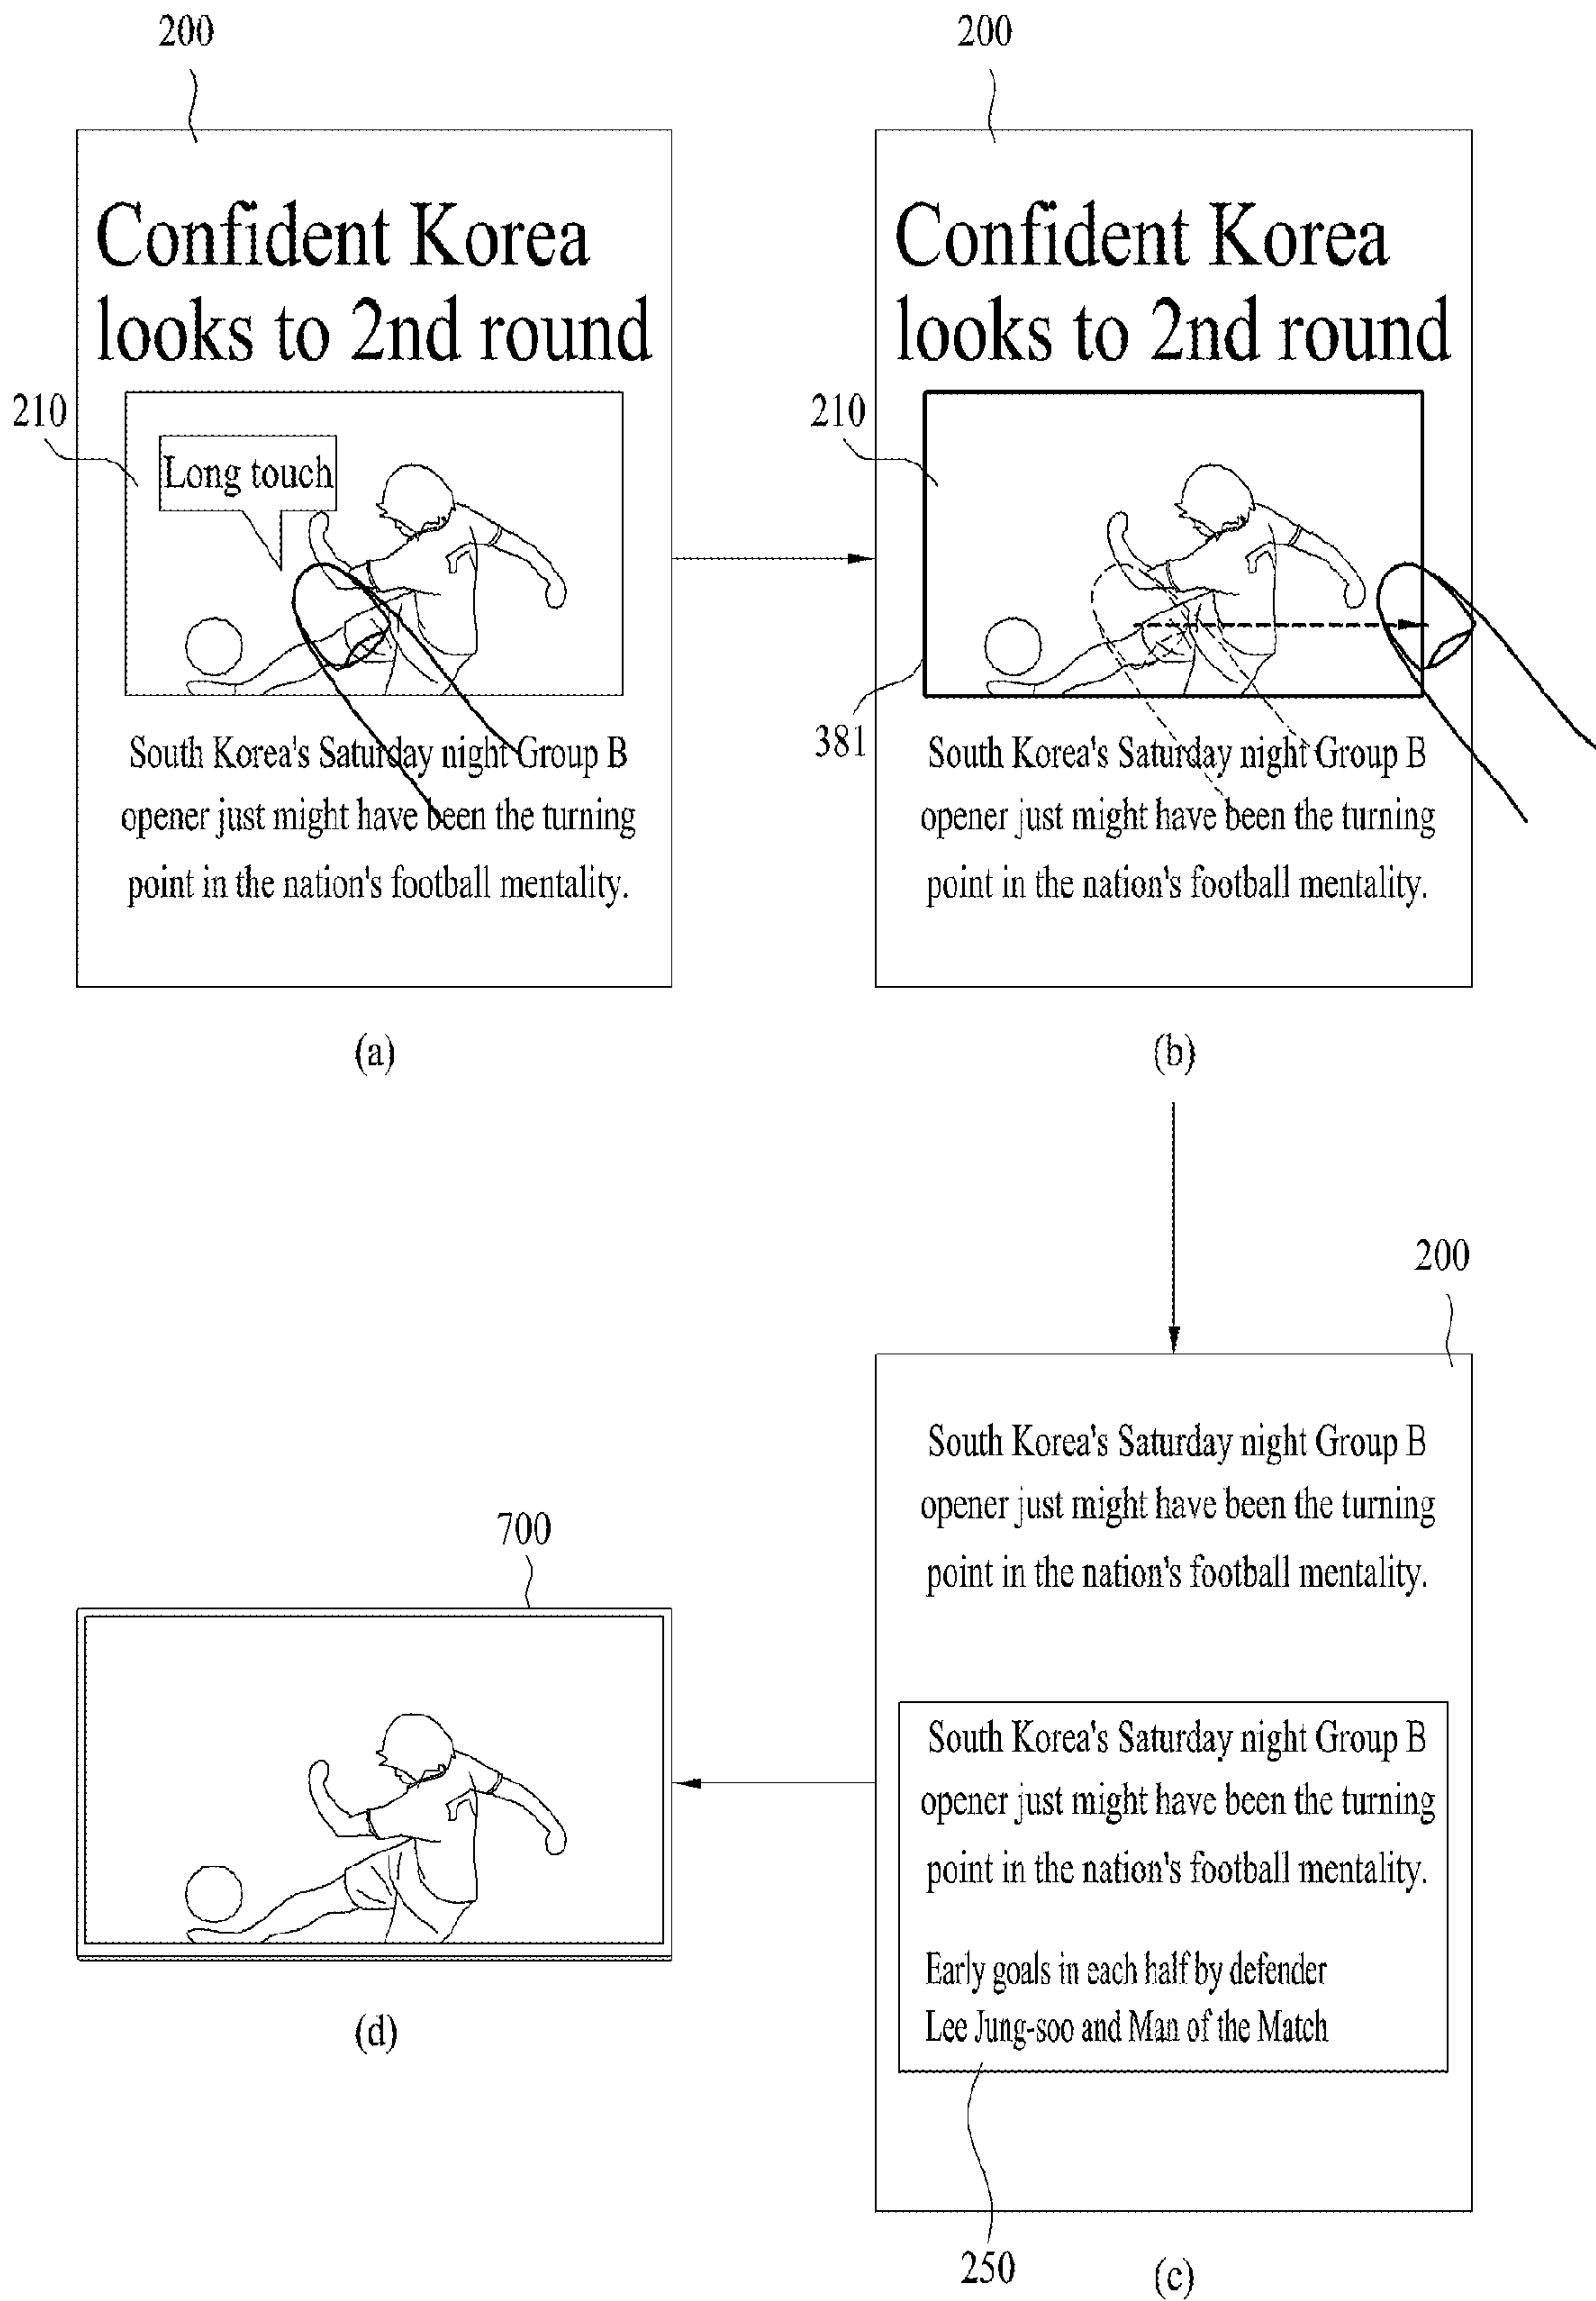 200
Confident Korea
looks to 2nd round
210
Long touch
South Korea's Saturday night Group B
opener just might have been the turning
point in the nation's football mentality.
(a)
200
Confident Korea
looks to 2nd round
210
381
South Korea's Saturday night Group B
opener just might have been the turning
point in the nation's football mentality.
(b)
200
South Korea's Saturday night Group B
opener just might have been the turning
point in the nation's football mentality.
South Korea's Saturday night Group B
opener just might have been the turning
point in the nation's football mentality.
Early goals in each half by defender
Lee Jung-soo and Man of the Match
250
(c)
700
(d)